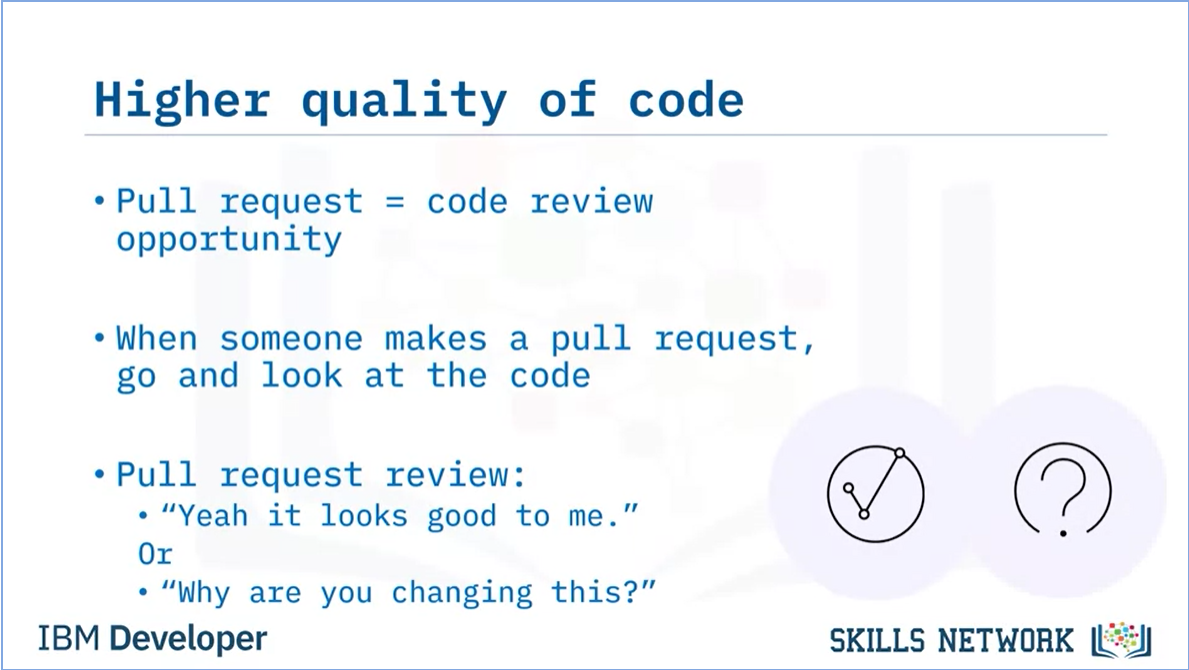 Higher quality of code
• Pull request = code review
opportunity
• When someone makes a pull request,
go and look at the code
• Pull request review:
• “Yeah it looks good to me.”
Or
• “Why are you changing this?”
IBM Developer
SKILLS NETWORK